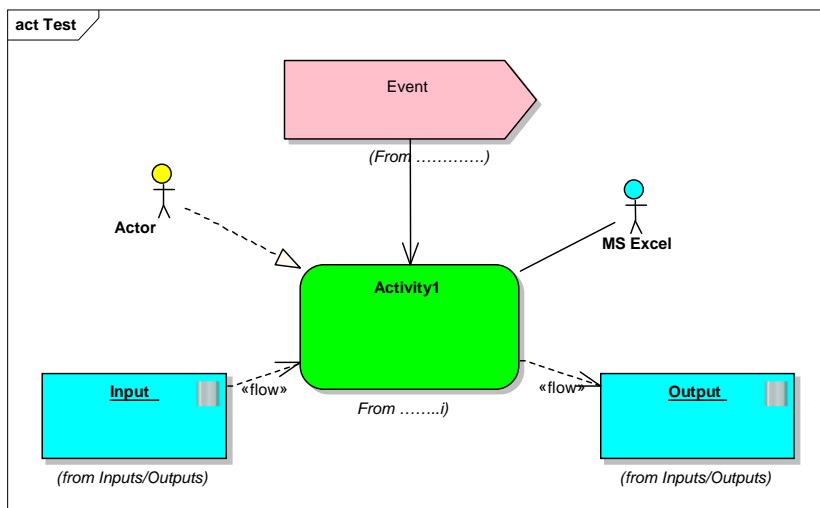 act Test
Event
(From ………….)
Actor
MS Excel
Activity1
Input
«flow»
«flow»
Output
From ……..i)
(from Inputs/Outputs)
(from Inputs/Outputs)